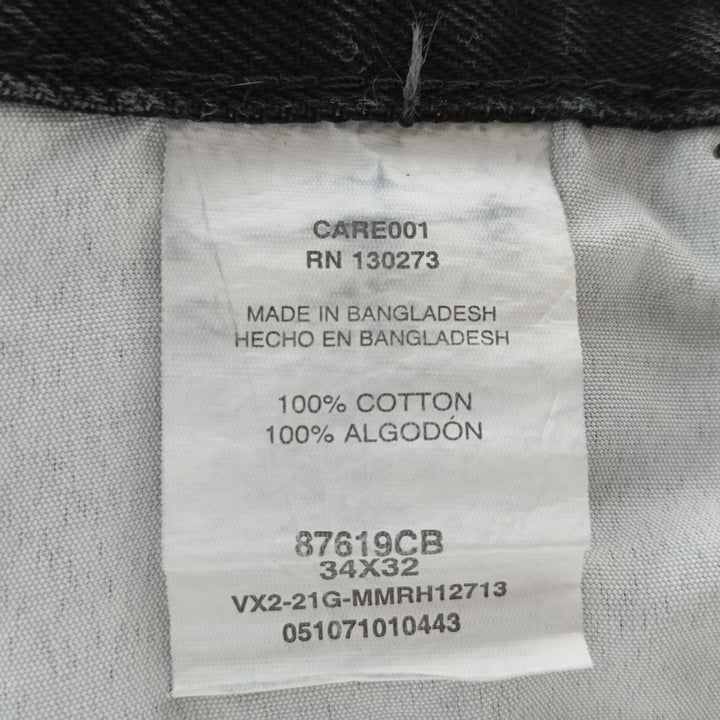 CARE001
RN 130273
MADE IN BANGLADESH
HECHO EN BANGLADESH
100% COTTON
100% ALGODÓN
87619CB
34X32
VX2-21G-MMRH12713
051071010443